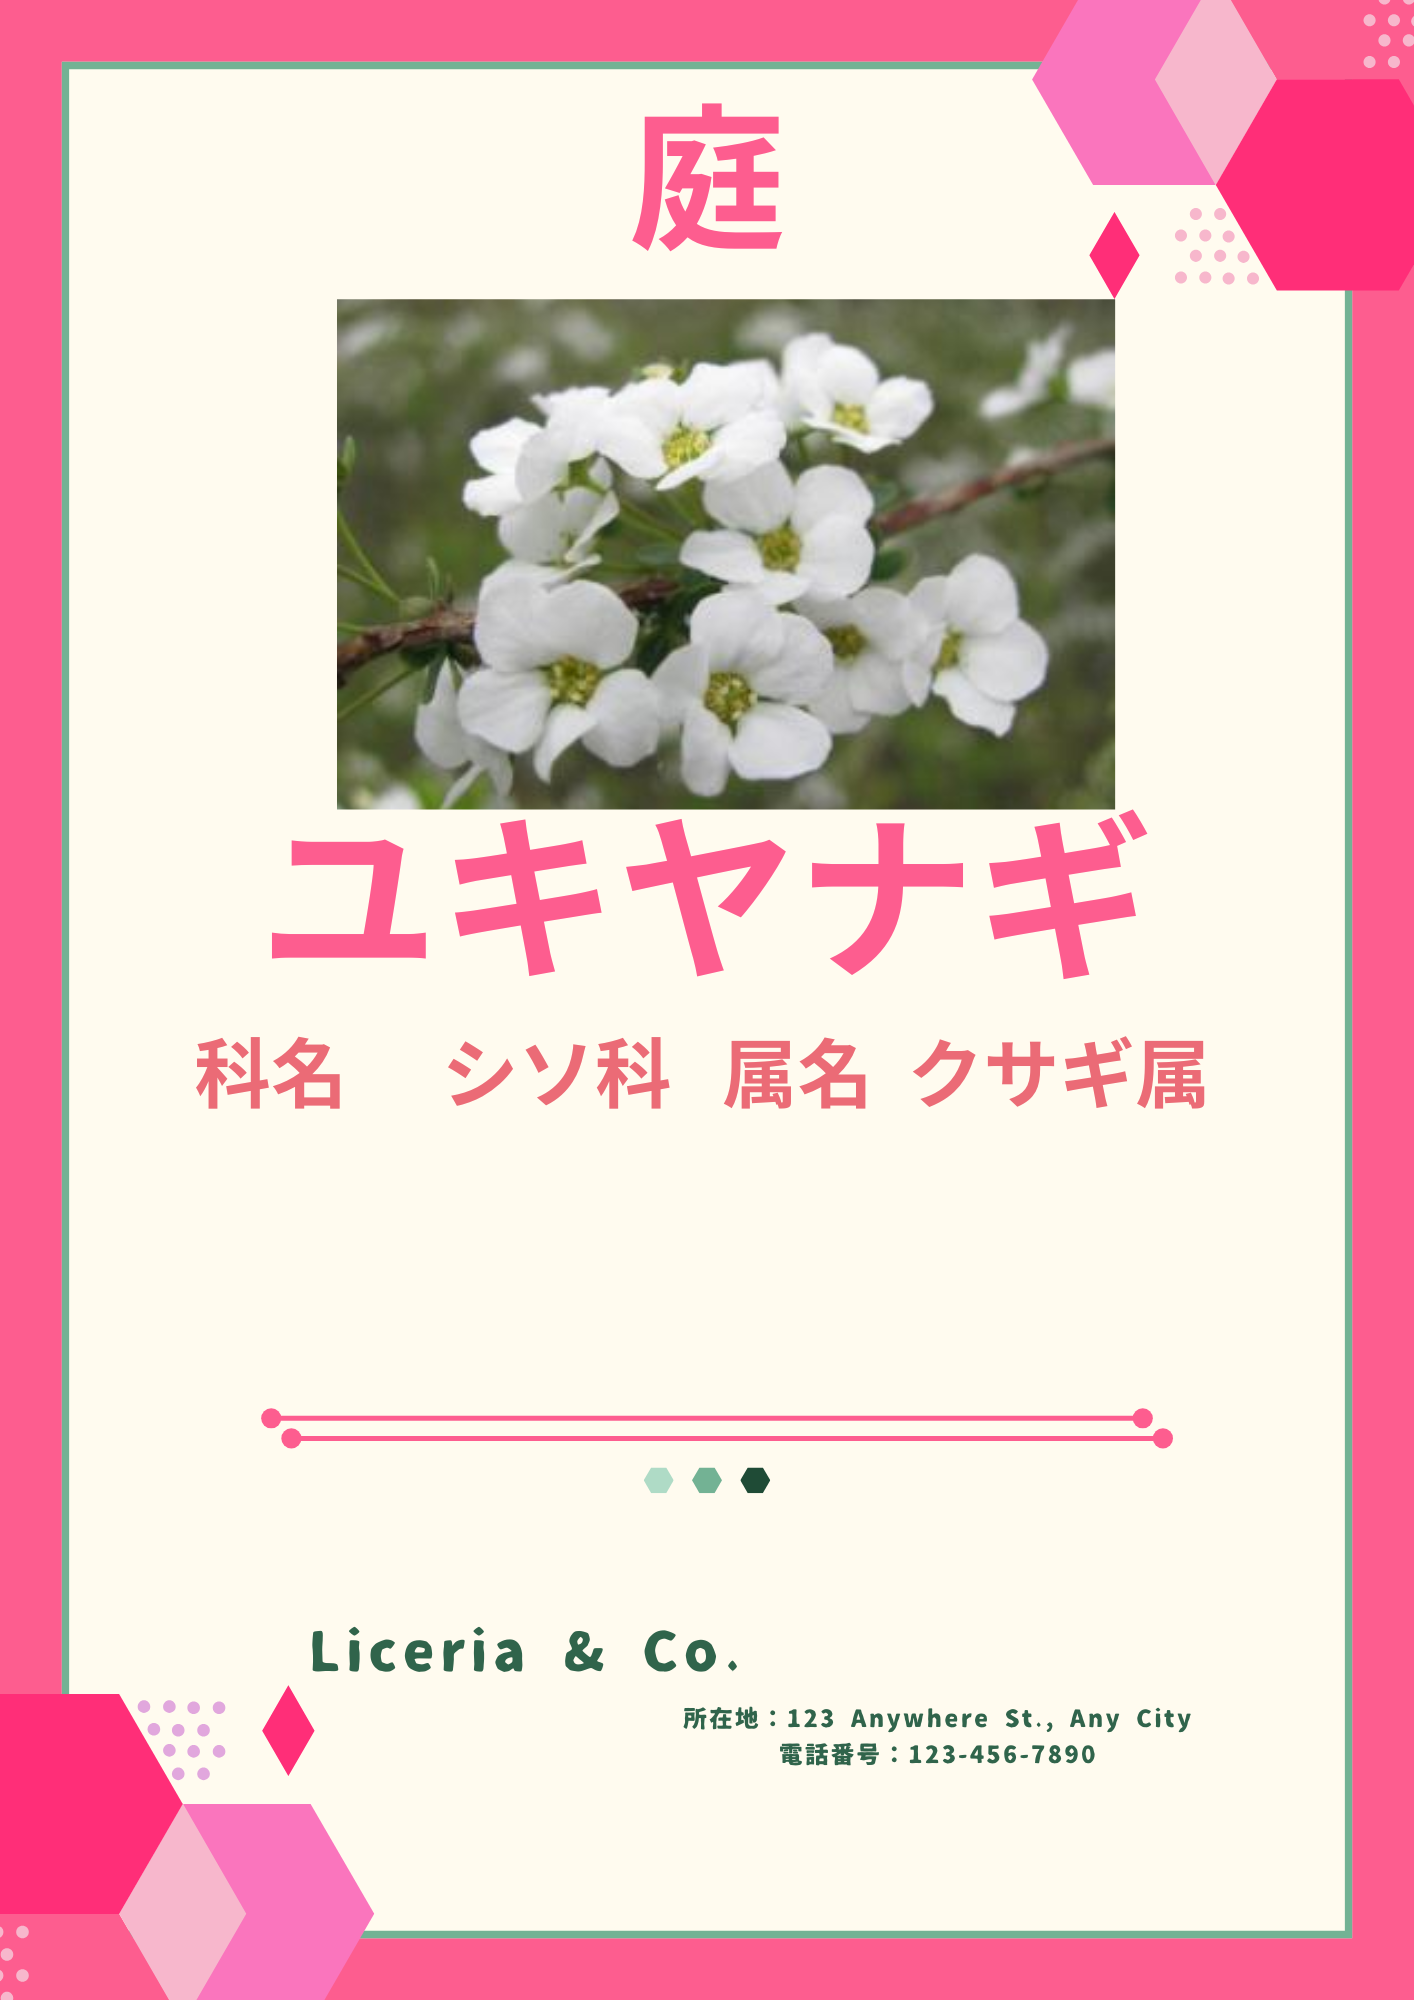 庭
ユキヤナギ
科名 シソ科 属名 クサギ属
Liceria & Co.
所在地：123 Anywhere St., Any City
電話番号：123-456-7890